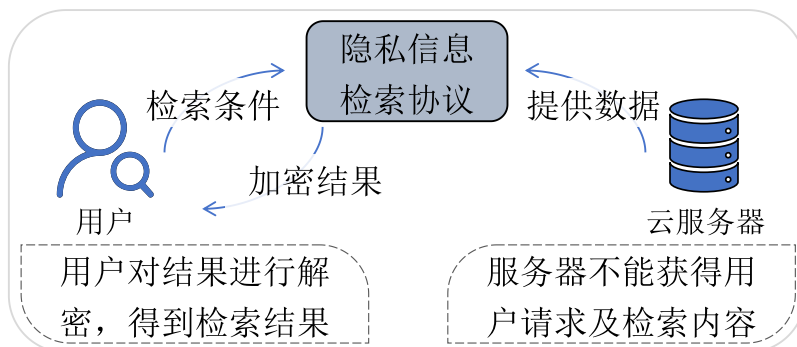 隐私信息
检索协议
检索条件
提供数据
加密结果
用户
云服务器
用户对结果进行解
密，得到检索结果
服务器不能获得用
户请求及检索内容